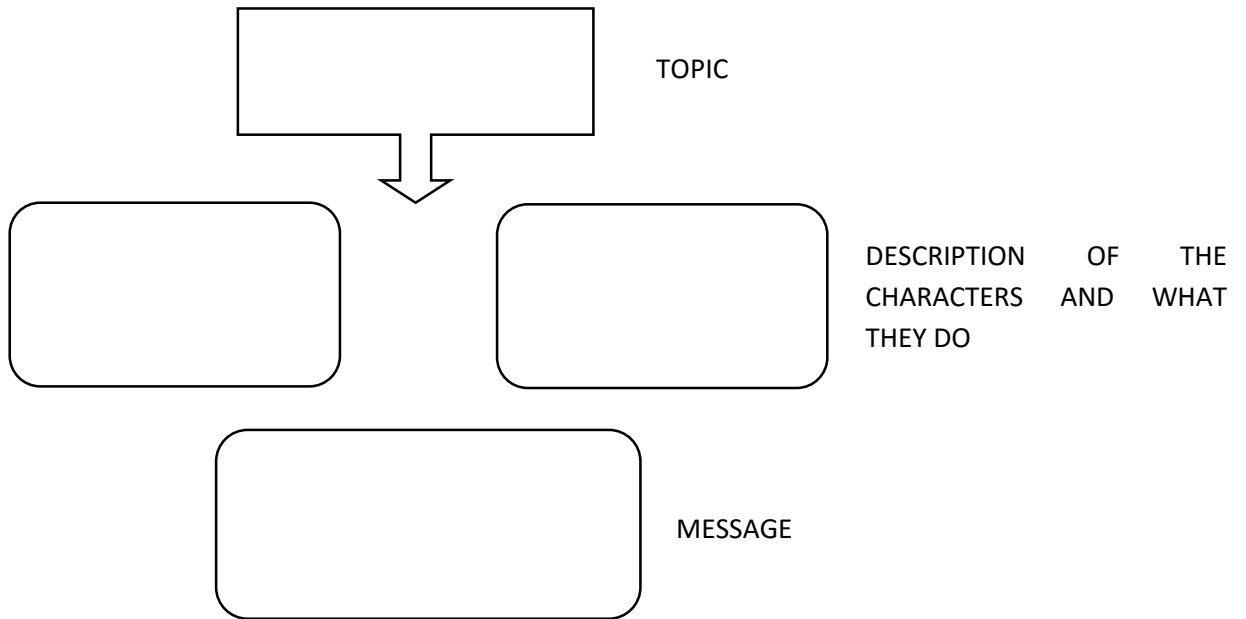 TOPIC
DESCRIPTION OF THE
CHARACTERS AND WHAT
THEY DO
MESSAGE